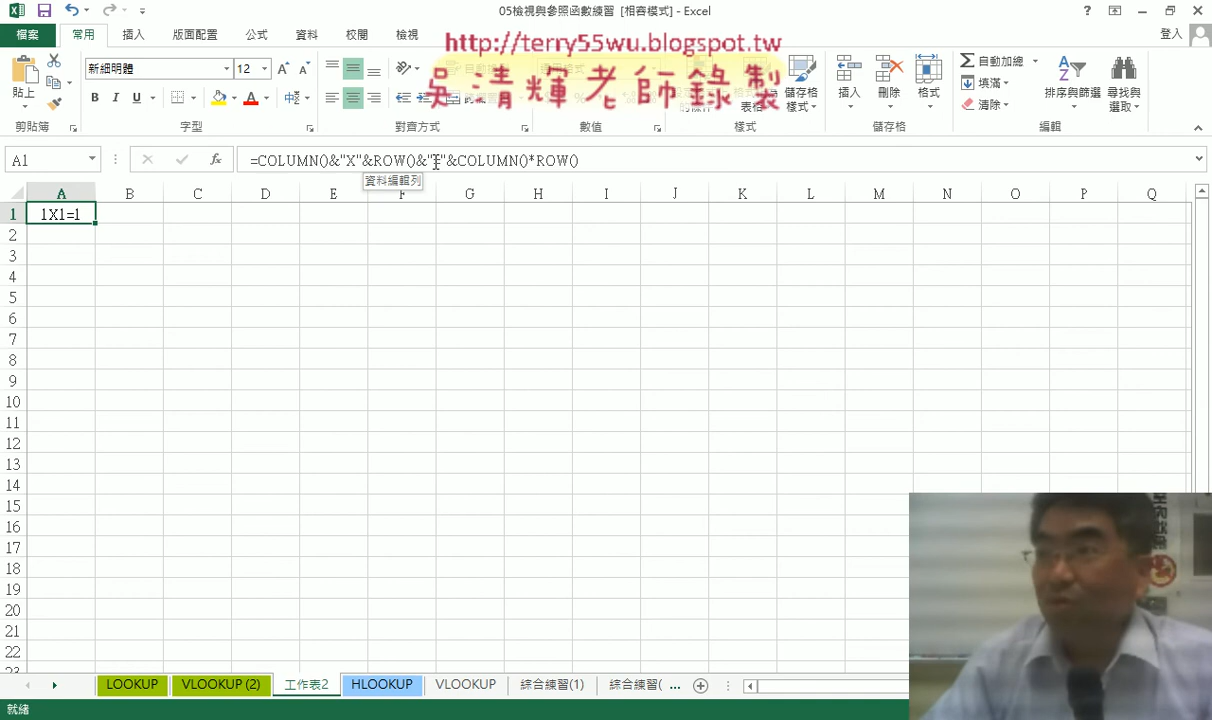 05檢視與參照函數練習 [相容模式] - Excel
檔案 常用 插入 版面配置 公式 資料 校閱 檢視 登入
http://terry55wu.blogspot.tw
吳清輝老師錄製
新細明體 12 自動加總
填滿
清除
貼上 B I U A 儲存格 樣式 插入 刪除 格式 排序與篩選 尋找與 選取
剪貼簿 字型 對齊方式 數值 樣式 儲存格 編輯
A1 fx
資料編輯列
A B C D E F G H I J K L M N O P Q
1 1X1=1
2
3
4
5
6
7
8
9
10
11
12
13
14
15
16
17
18
19
20
21
22
23
LOOKUP VLOOKUP (2) 工作表2 HLOOKUP VLOOKUP 綜合練習(1) 綜合練習( ...
就緒